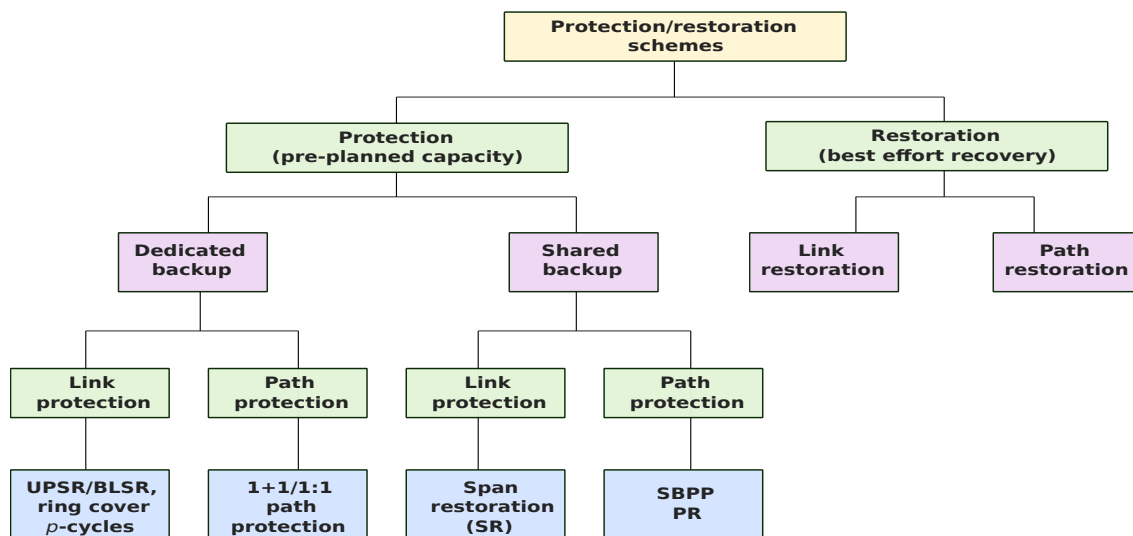 Protection/restoration
schemes
Protection
(pre-planned capacity)
Restoration
(best effort recovery)
Dedicated
backup
Shared
backup
Link
restoration
Path
restoration
Link
protection
Path
protection
Link
protection
Path
protection
UPSR/BLSR,
ring cover
p-cycles
1+1/1:1
path
protection
Span
restoration
(SR)
SBPP
PR